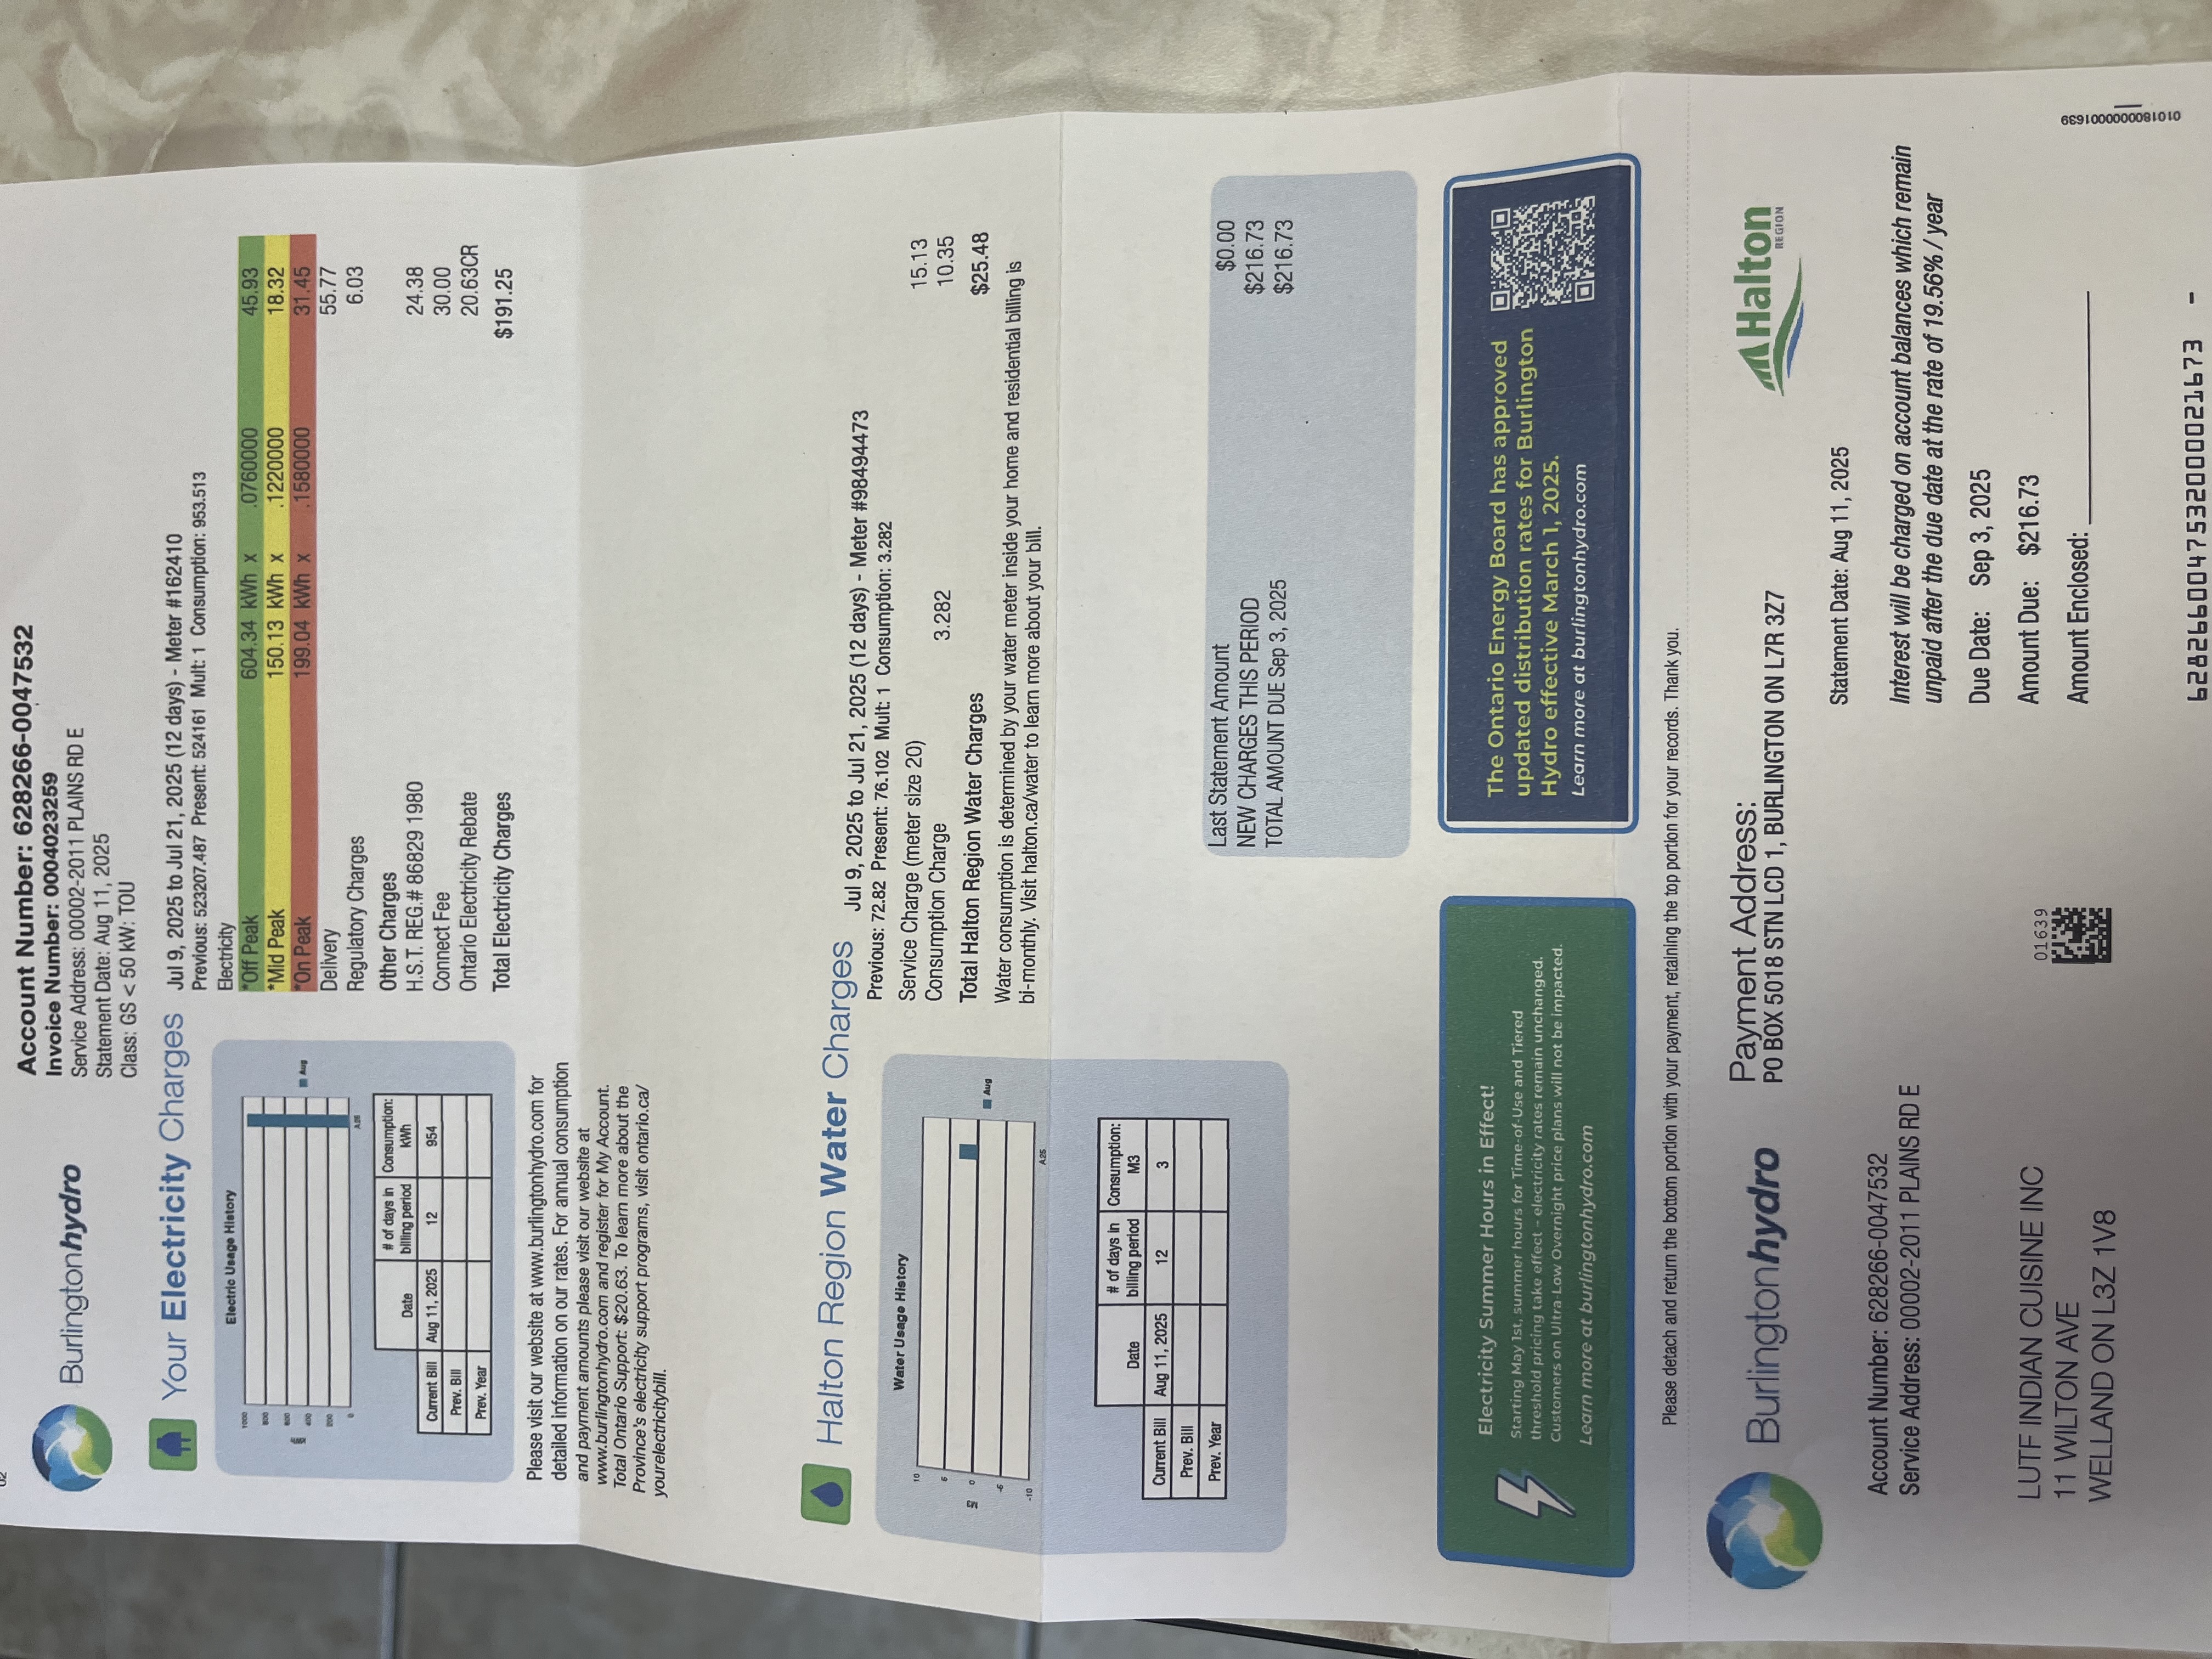 02
Burlingtonhydro
Account Number: 628266-0047532
Invoice Number: 0004023259
Service Address: 00002-2011 PLAINS RD E
Statement Date: Aug 11, 2025
Class: GS < 50 kW: TOU
Your Electricity Charges
Jul 9, 2025 to Jul 21, 2025 (12 days) - Meter #162410
Previous: 523207.487 Present: 524161 Mult: 1 Consumption: 953.513
Electricity
*Off Peak 604.34 kWh x .0760000 45.93
*Mid Peak 150.13 kWh x .1220000 18.32
*On Peak 199.04 kWh x .1580000 31.45
Delivery 55.77
Regulatory Charges 6.03
Other Charges
H.S.T. REG.# 86829 1980 24.38
Connect Fee 30.00
Ontario Electricity Rebate 20.63CR
Total Electricity Charges $191.25
Electric Usage History
1000
800
600
400
200
0
kWh
A25
Aug
Date # of days in billing period Consumption: kWh
Current Bill Aug 11, 2025 12 954
Prev. Bill
Prev. Year
Please visit our website at www.burlingtonhydro.com for
detailed information on our rates. For annual consumption
and payment amounts please visit our website at
www.burlingtonhydro.com and register for My Account.
Total Ontario Support: $20.63. To learn more about the
Province's electricity support programs, visit ontario.ca/
yourelectricitybill.
Halton Region Water Charges
Jul 9, 2025 to Jul 21, 2025 (12 days) - Meter #98494473
Previous: 72.82 Present: 76.102 Mult: 1 Consumption: 3.282
Service Charge (meter size 20) 15.13
Consumption Charge 3.282 10.35
Total Halton Region Water Charges $25.48
Water consumption is determined by your water meter inside your home and residential billing is
bi-monthly. Visit halton.ca/water to learn more about your bill.
Water Usage History
10
5
0
-5
-10
M3
A25
Aug
Date # of days in billing period Consumption: M3
Current Bill Aug 11, 2025 12 3
Prev. Bill
Prev. Year
Last Statement Amount $0.00
NEW CHARGES THIS PERIOD $216.73
TOTAL AMOUNT DUE Sep 3, 2025 $216.73
Electricity Summer Hours in Effect!
Starting May 1st, summer hours for Time-of-Use and Tiered
threshold pricing take effect – electricity rates remain unchanged.
Customers on Ultra-Low Overnight price plans will not be impacted.
Learn more at burlingtonhydro.com
The Ontario Energy Board has approved
updated distribution rates for Burlington
Hydro effective March 1, 2025.
Learn more at burlingtonhydro.com
Please detach and return the bottom portion with your payment, retaining the top portion for your records. Thank you.
Burlingtonhydro
Payment Address:
PO BOX 5018 STN LCD 1, BURLINGTON ON L7R 3Z7
Halton
REGION
Statement Date: Aug 11, 2025
Account Number: 628266-0047532
Service Address: 00002-2011 PLAINS RD E
Interest will be charged on account balances which remain
unpaid after the due date at the rate of 19.56% / year
Due Date: Sep 3, 2025
Amount Due: $216.73
Amount Enclosed:
LUTF INDIAN CUISINE INC
11 WILTON AVE
WELLAND ON L3Z 1V8
01639
6282660047532000021673 -